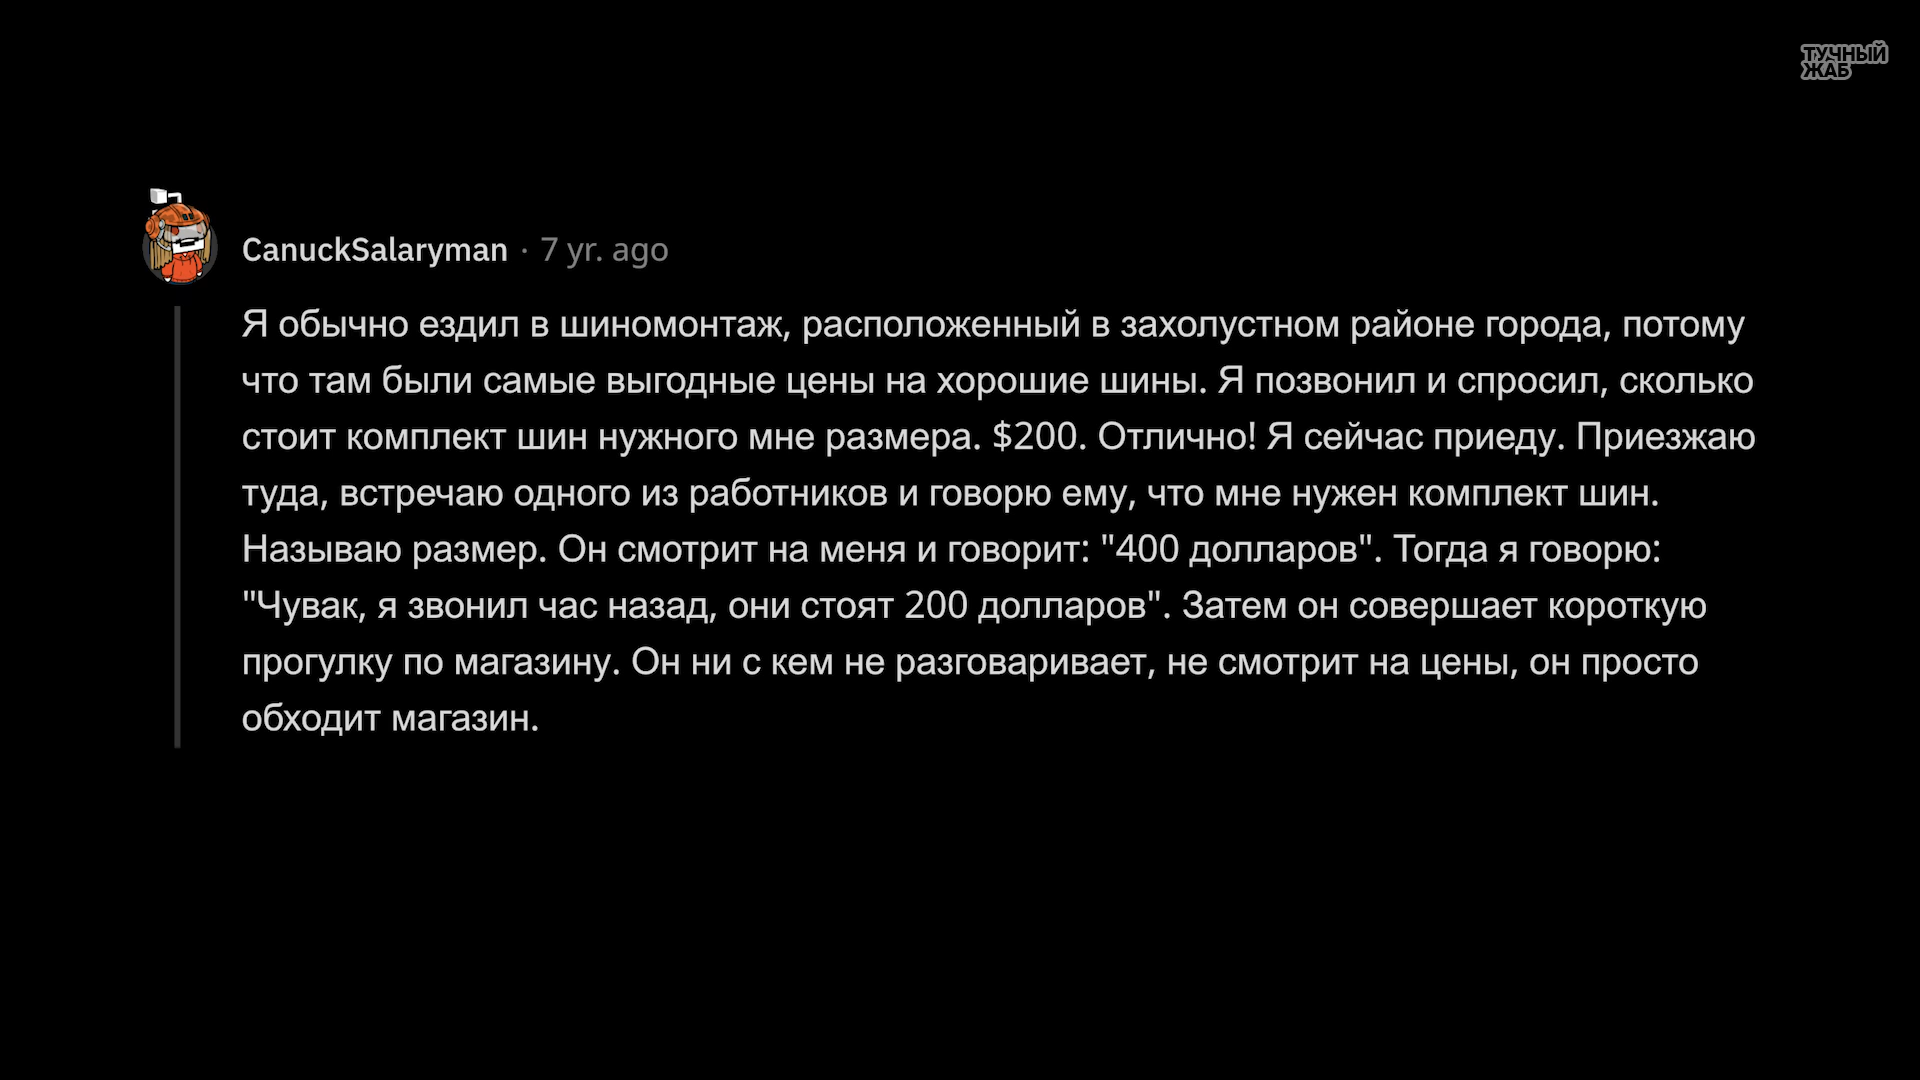 ТУЧНЫЙ
ЖАБ
CanuckSalaryman · 7 yr. ago
Я обычно ездил в шиномонтаж, расположенный в захолустном районе города, потому
что там были самые выгодные цены на хорошие шины. Я позвонил и спросил, сколько
стоит комплект шин нужного мне размера. $200. Отлично! Я сейчас приеду. Приезжаю
туда, встречаю одного из работников и говорю ему, что мне нужен комплект шин.
Называю размер. Он смотрит на меня и говорит: "400 долларов". Тогда я говорю:
"Чувак, я звонил час назад, они стоят 200 долларов". Затем он совершает короткую
прогулку по магазину. Он ни с кем не разговаривает, не смотрит на цены, он просто
обходит магазин.